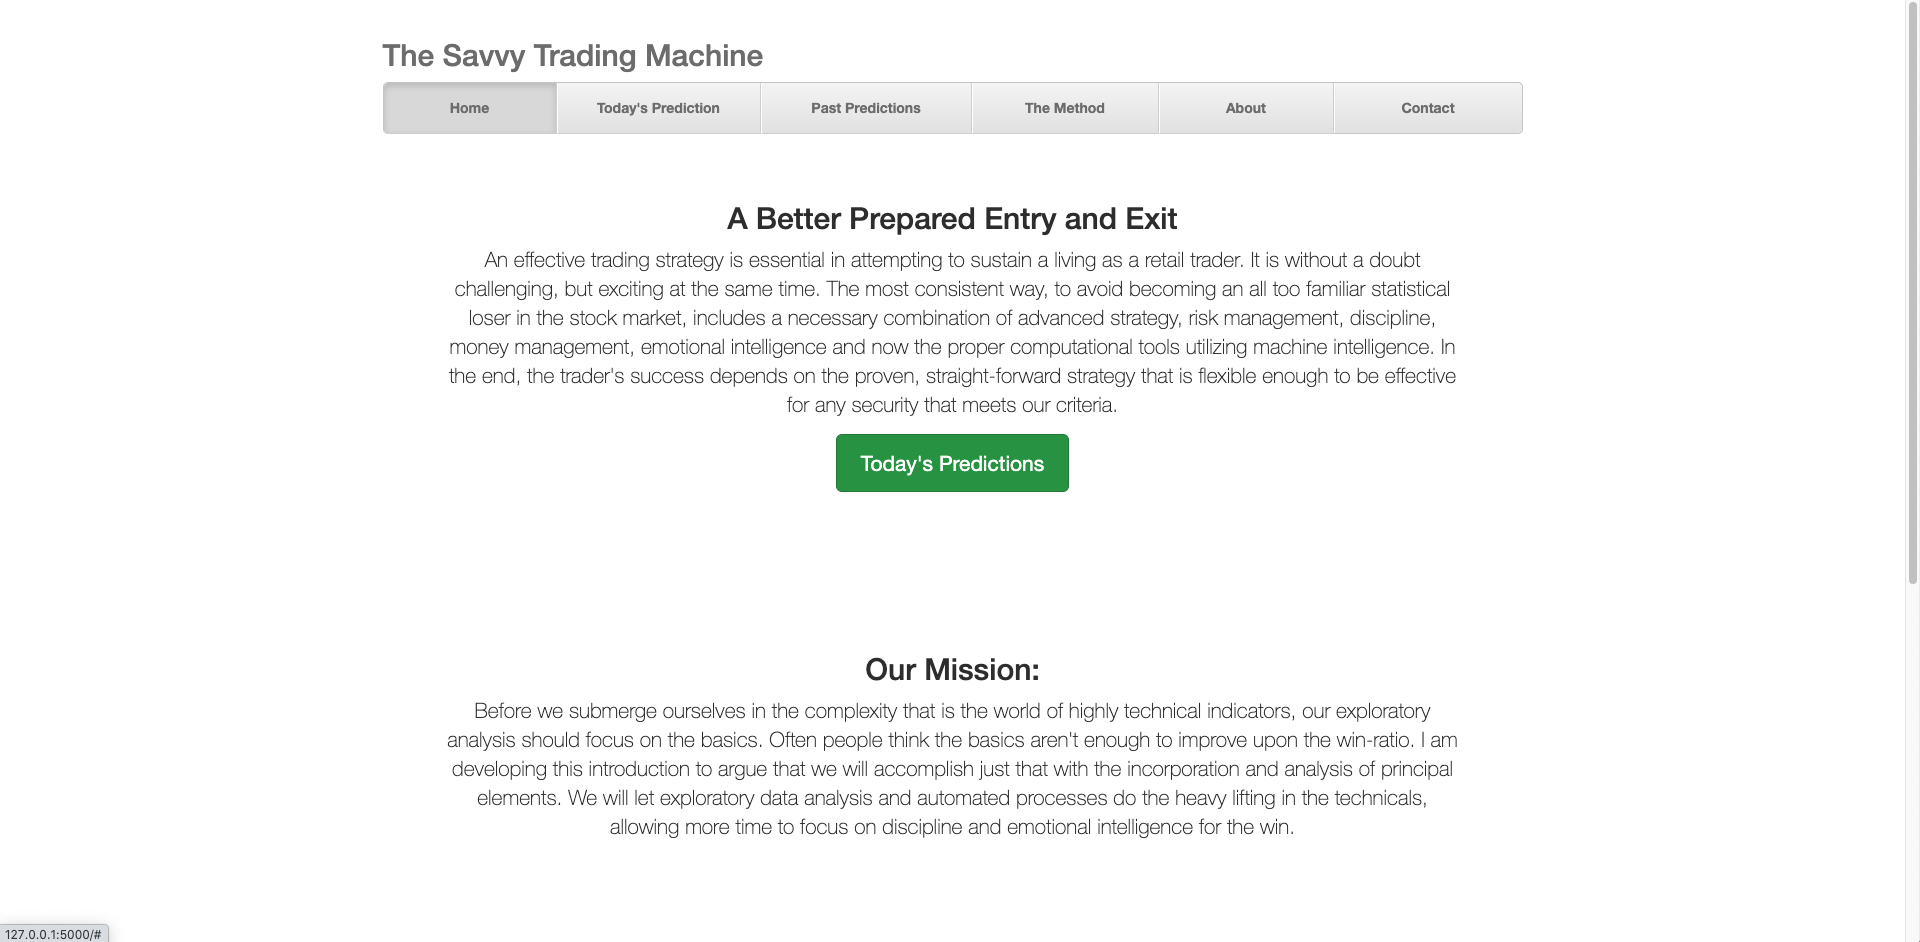 The Savvy Trading Machine
Home Today's Prediction Past Predictions The Method About Contact
A Better Prepared Entry and Exit
An effective trading strategy is essential in attempting to sustain a living as a retail trader. It is without a doubt
challenging, but exciting at the same time. The most consistent way, to avoid becoming an all too familiar statistical
loser in the stock market, includes a necessary combination of advanced strategy, risk management, discipline,
money management, emotional intelligence and now the proper computational tools utilizing machine intelligence. In
the end, the trader's success depends on the proven, straight-forward strategy that is flexible enough to be effective
for any security that meets our criteria.
Today's Predictions
Our Mission:
Before we submerge ourselves in the complexity that is the world of highly technical indicators, our exploratory
analysis should focus on the basics. Often people think the basics aren't enough to improve upon the win-ratio. I am
developing this introduction to argue that we will accomplish just that with the incorporation and analysis of principal
elements. We will let exploratory data analysis and automated processes do the heavy lifting in the technicals,
allowing more time to focus on discipline and emotional intelligence for the win.
127.0.0.1:5000/#